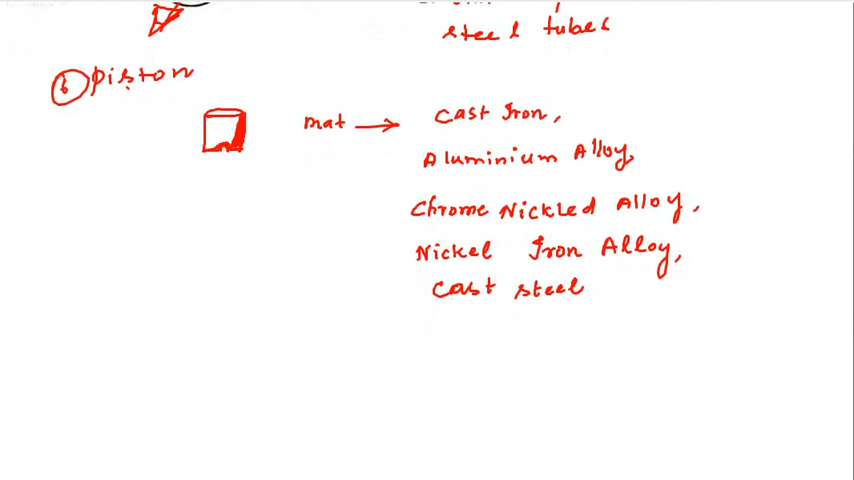 steel tubes
6 piston
mat → Cast Iron,
Aluminium Alloy,
Chrome Nickled Alloy,
Nickel Iron Alloy,
Cast steel